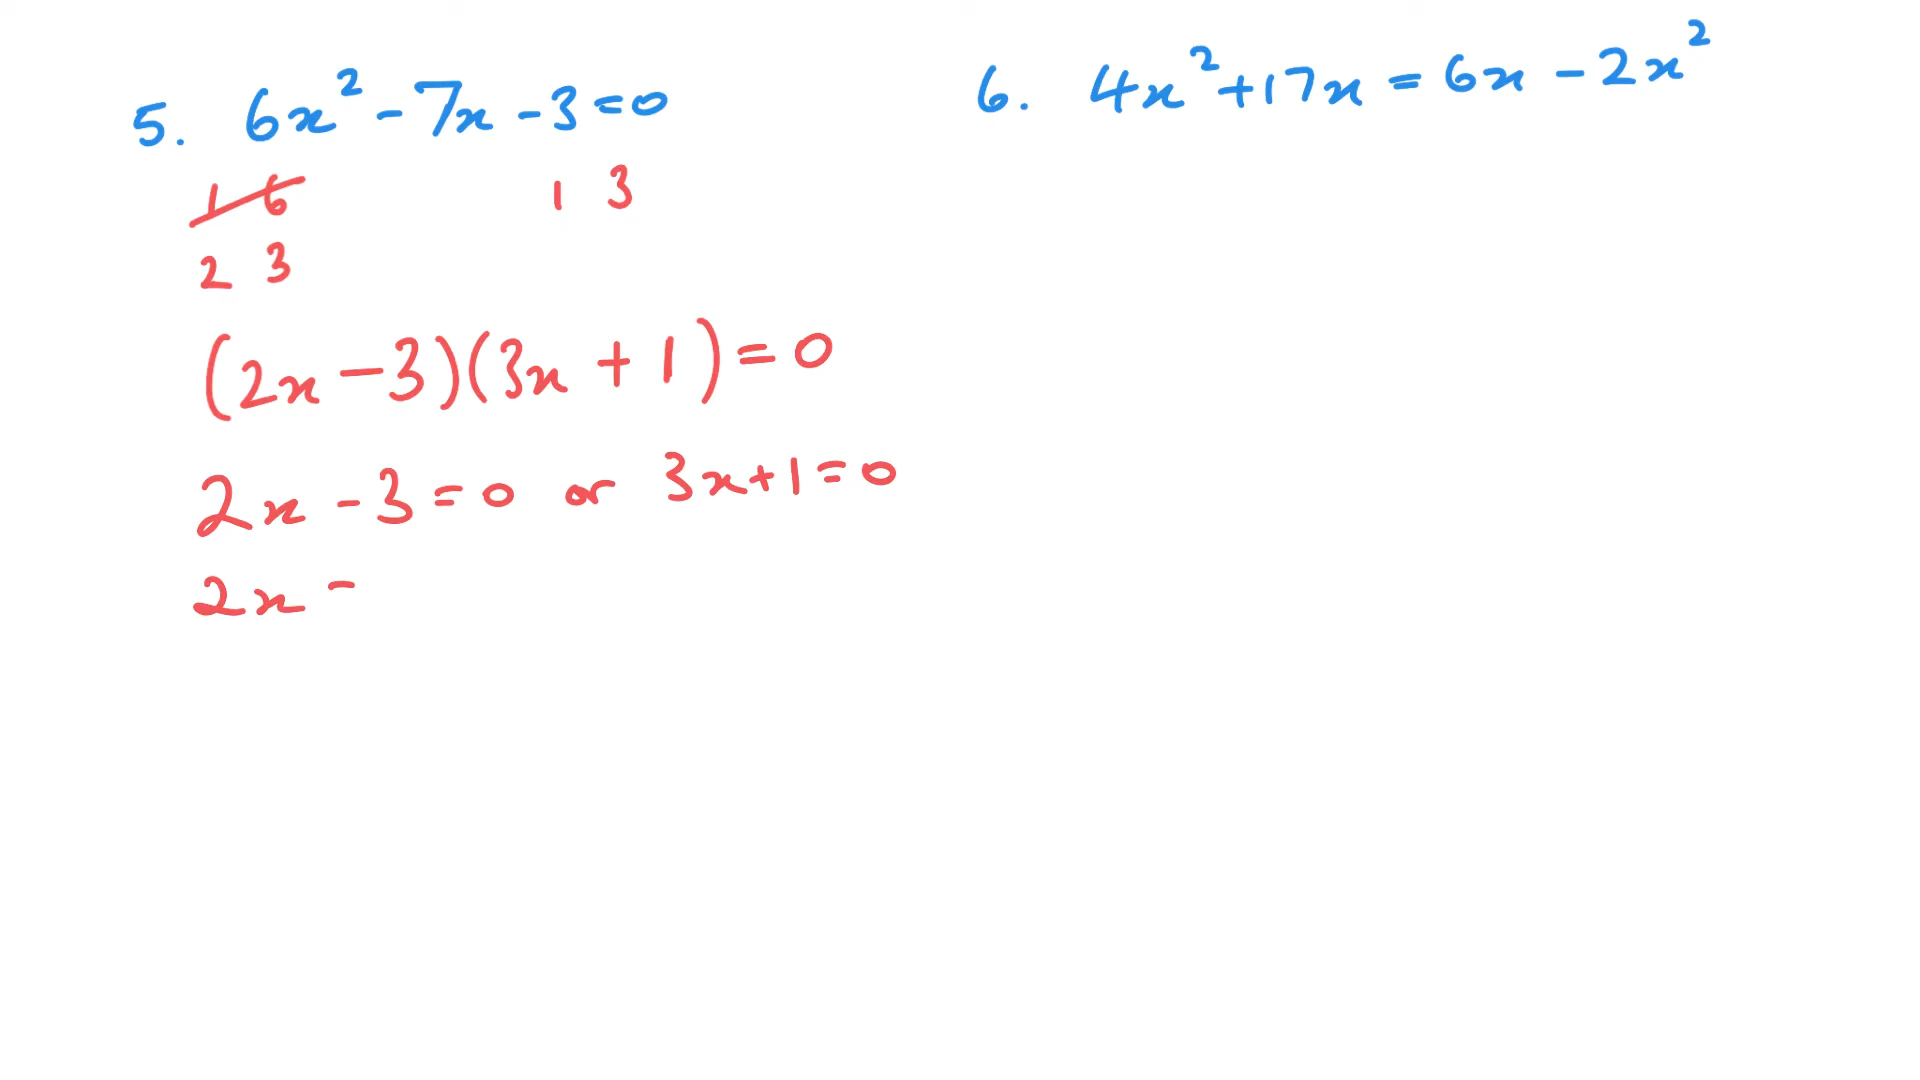 5. 6x² - 7x - 3 = 0
1 6 1 3
2 3
(2x - 3)(3x + 1) = 0
2x - 3 = 0 or 3x + 1 = 0
2x -
6. 4x² + 17x = 6x - 2x²